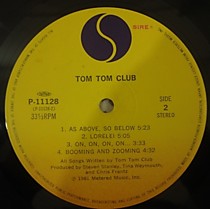 SIRE
TOM TOM CLUB
P-11128
33⅓RPM
SIDE
2
STEREO
1. AS ABOVE, SO BELOW 5:23
2. LORELEI 5:05
3. ON, ON, ON, ON... 3:33
4. BOOMING AND ZOOMING 4:32
All Songs Written by Tom Tom Club
Produced by Steven Stanley, Tina Weymouth,
and Chris Frantz
℗ 1981 Metered Music, Inc.